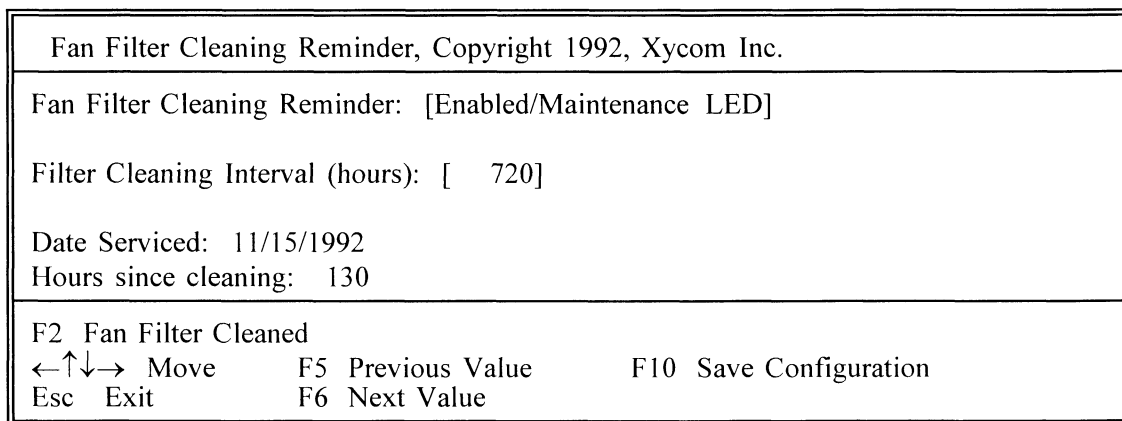 Fan Filter Cleaning Reminder, Copyright 1992, Xycom Inc.
Fan Filter Cleaning Reminder: [Enabled/Maintenance LED]
Filter Cleaning Interval (hours): [ 720]
Date Serviced: 11/15/1992
Hours since cleaning: 130
F2 Fan Filter Cleaned
←↑↓→ Move F5 Previous Value F10 Save Configuration
Esc Exit F6 Next Value